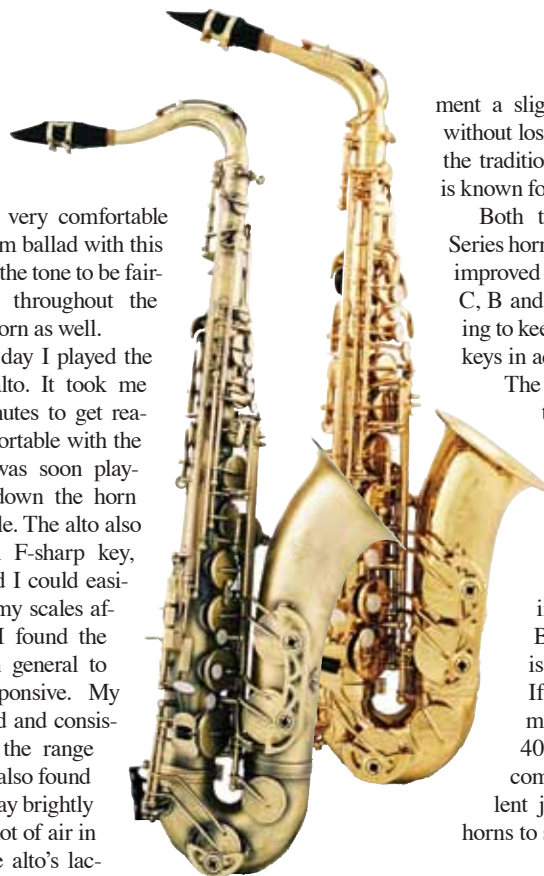 very comfortable
m ballad with this
the tone to be fair-
throughout the
orn as well.
day I played the
alto. It took me
nutes to get rea-
ortable with the
was soon play-
down the horn
le. The alto also
F-sharp key,
d I could easi-
my scales af-
I found the
n general to
ponsive. My
d and consis-
the range
also found
ay brightly
ot of air in
e alto's lac-
ment a slig
without los
the traditio
is known fo
Both t
Series horn
improved
C, B and
ing to keep
keys in ac
The
t
i
B
is
If
m
40
com
lent j
horns to s